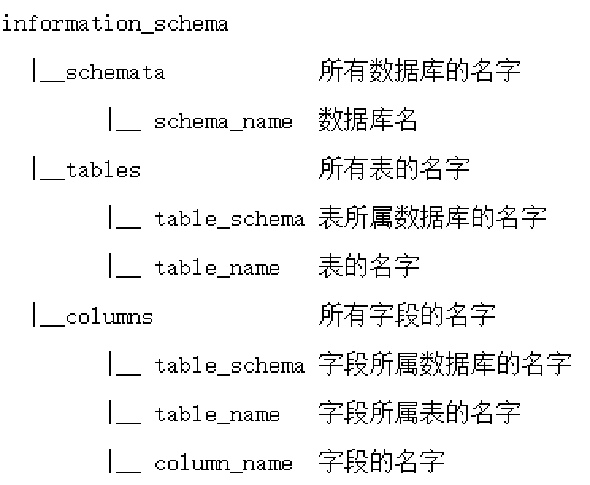 information_schema
|__schemata 所有数据库的名字
|__ schema_name 数据库名
|__tables 所有表的名字
|__ table_schema 表所属数据库的名字
|__ table_name 表的名字
|__columns 所有字段的名字
|__ table_schema 字段所属数据库的名字
|__ table_name 字段所属表的名字
|__ column_name 字段的名字